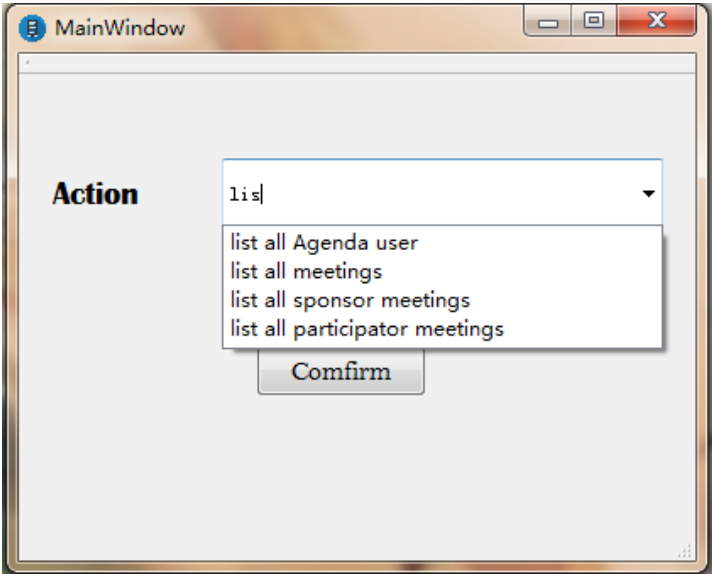 MainWindow
Action
lis
list all Agenda user
list all meetings
list all sponsor meetings
list all participator meetings
Comfirm